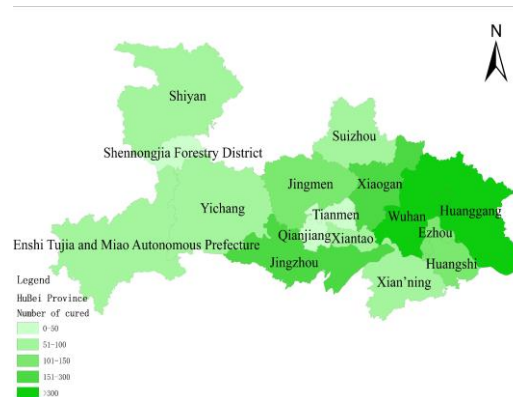 N
Shiyan
Shennongjia Forestry District
Suizhou
Jingmen
Xiaogan
Yichang
Tianmen
Wuhan
Huanggang
Enshi Tujia and Miao Autonomous Prefecture
Qianjiang
Xiantao
Ezhou
Jingzhou
Huangshi
Xian'ning
Legend
HuBei Province
Number of cured
0-50
51-100
101-150
151-300
>300